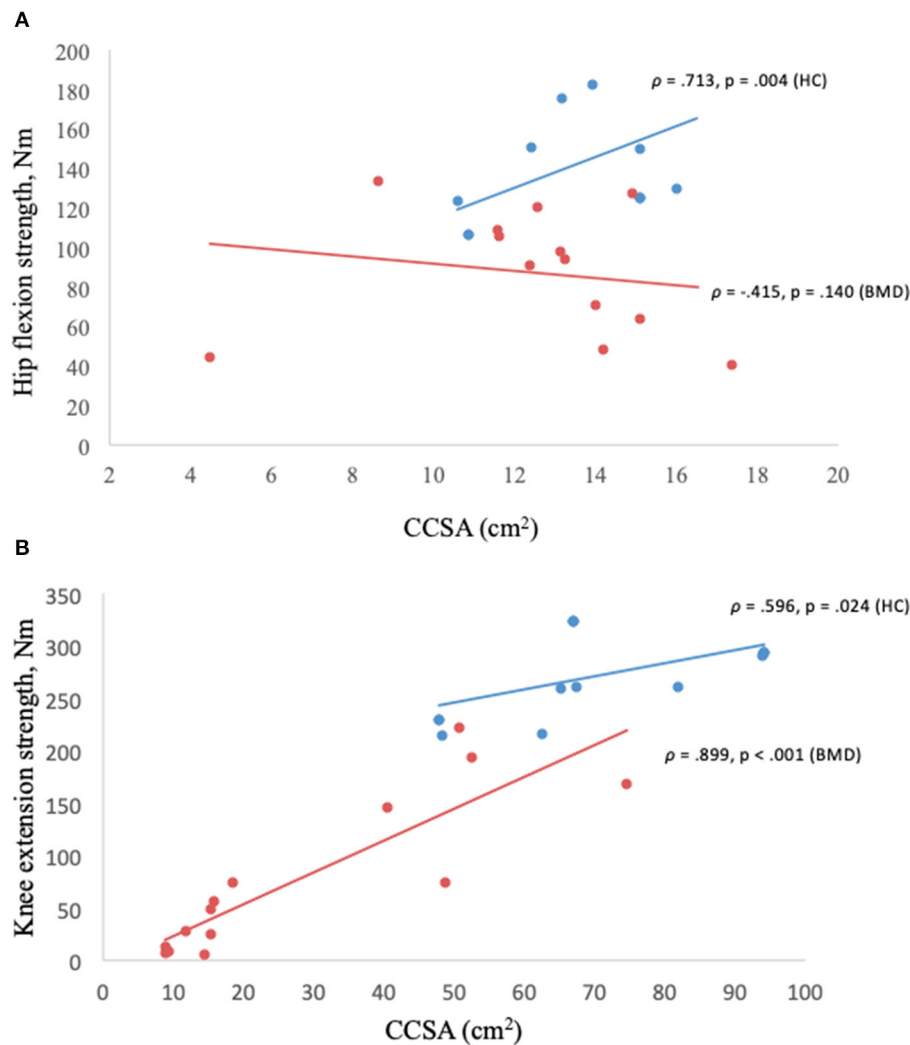 A
200
180
160
140
120
100
80
60
40
20
0
Hip flexion strength, Nm
ρ = .713, p = .004 (HC)
ρ = -.415, p = .140 (BMD)
2 4 6 8 10 12 14 16 18 20
CCSA (cm²)
B
350
300
250
200
150
100
50
0
Knee extension strength, Nm
ρ = .596, p = .024 (HC)
ρ = .899, p < .001 (BMD)
0 10 20 30 40 50 60 70 80 90 100
CCSA (cm²)